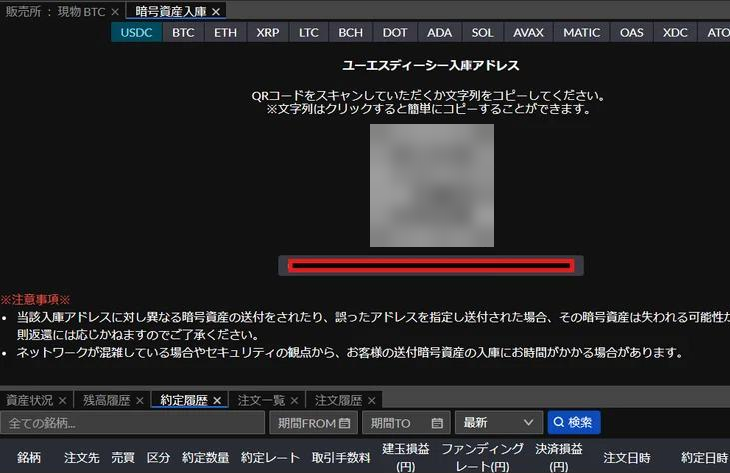 販売所 : 現物 BTC × 暗号資産入庫 ×
USDC BTC ETH XRP LTC BCH DOT ADA SOL AVAX MATIC OAS XDC ATO
ユーエスディーシー入庫アドレス
QRコードをスキャンしていただくか文字列をコピーしてください。
※文字列はクリックすると簡単にコピーすることができます。
※注意事項※
• 当該入庫アドレスに対し異なる暗号資産の送付をされたり、誤ったアドレスを指定し送付された場合、その暗号資産は失われる可能性が
則返還には応じかねますのでご了承ください。
• ネットワークが混雑している場合やセキュリティの観点から、お客様の送付暗号資産の入庫にお時間がかかる場合があります。
資産状況 × 残高履歴 × 約定履歴 × 注文一覧 × 注文履歴 ×
全ての銘柄... 期間FROM 期間TO 最新 検索
銘柄 注文先 売買 区分 約定数量 約定レート 取引手数料 建玉損益(円) ファンディングレート(円) 決済損益(円) 注文日時 約定日時